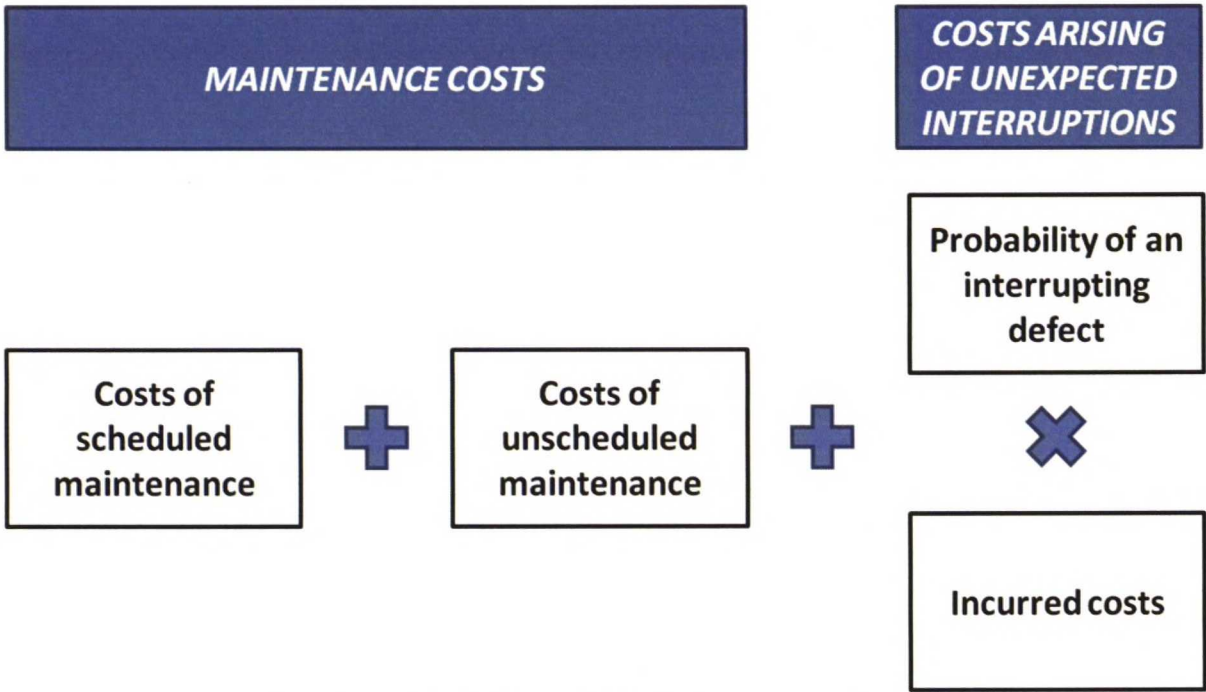 MAINTENANCE COSTS
COSTS ARISING
OF UNEXPECTED
INTERRUPTIONS
Probability of an
interrupting
defect
Costs of
scheduled
maintenance
Costs of
unscheduled
maintenance
Incurred costs